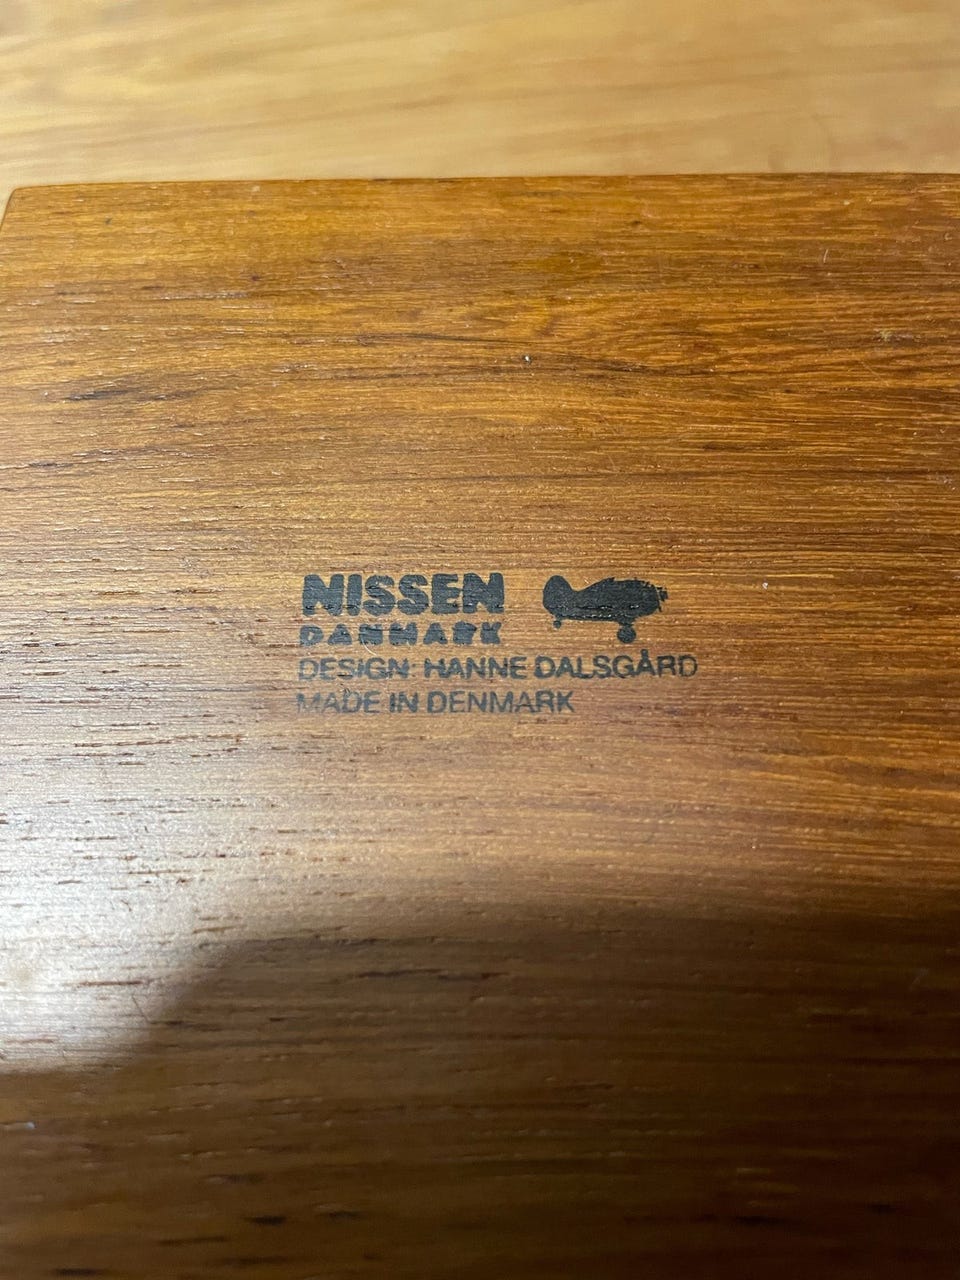 NISSEN
DANMARK
DESIGN: HANNE DALSGÅRD
MADE IN DENMARK